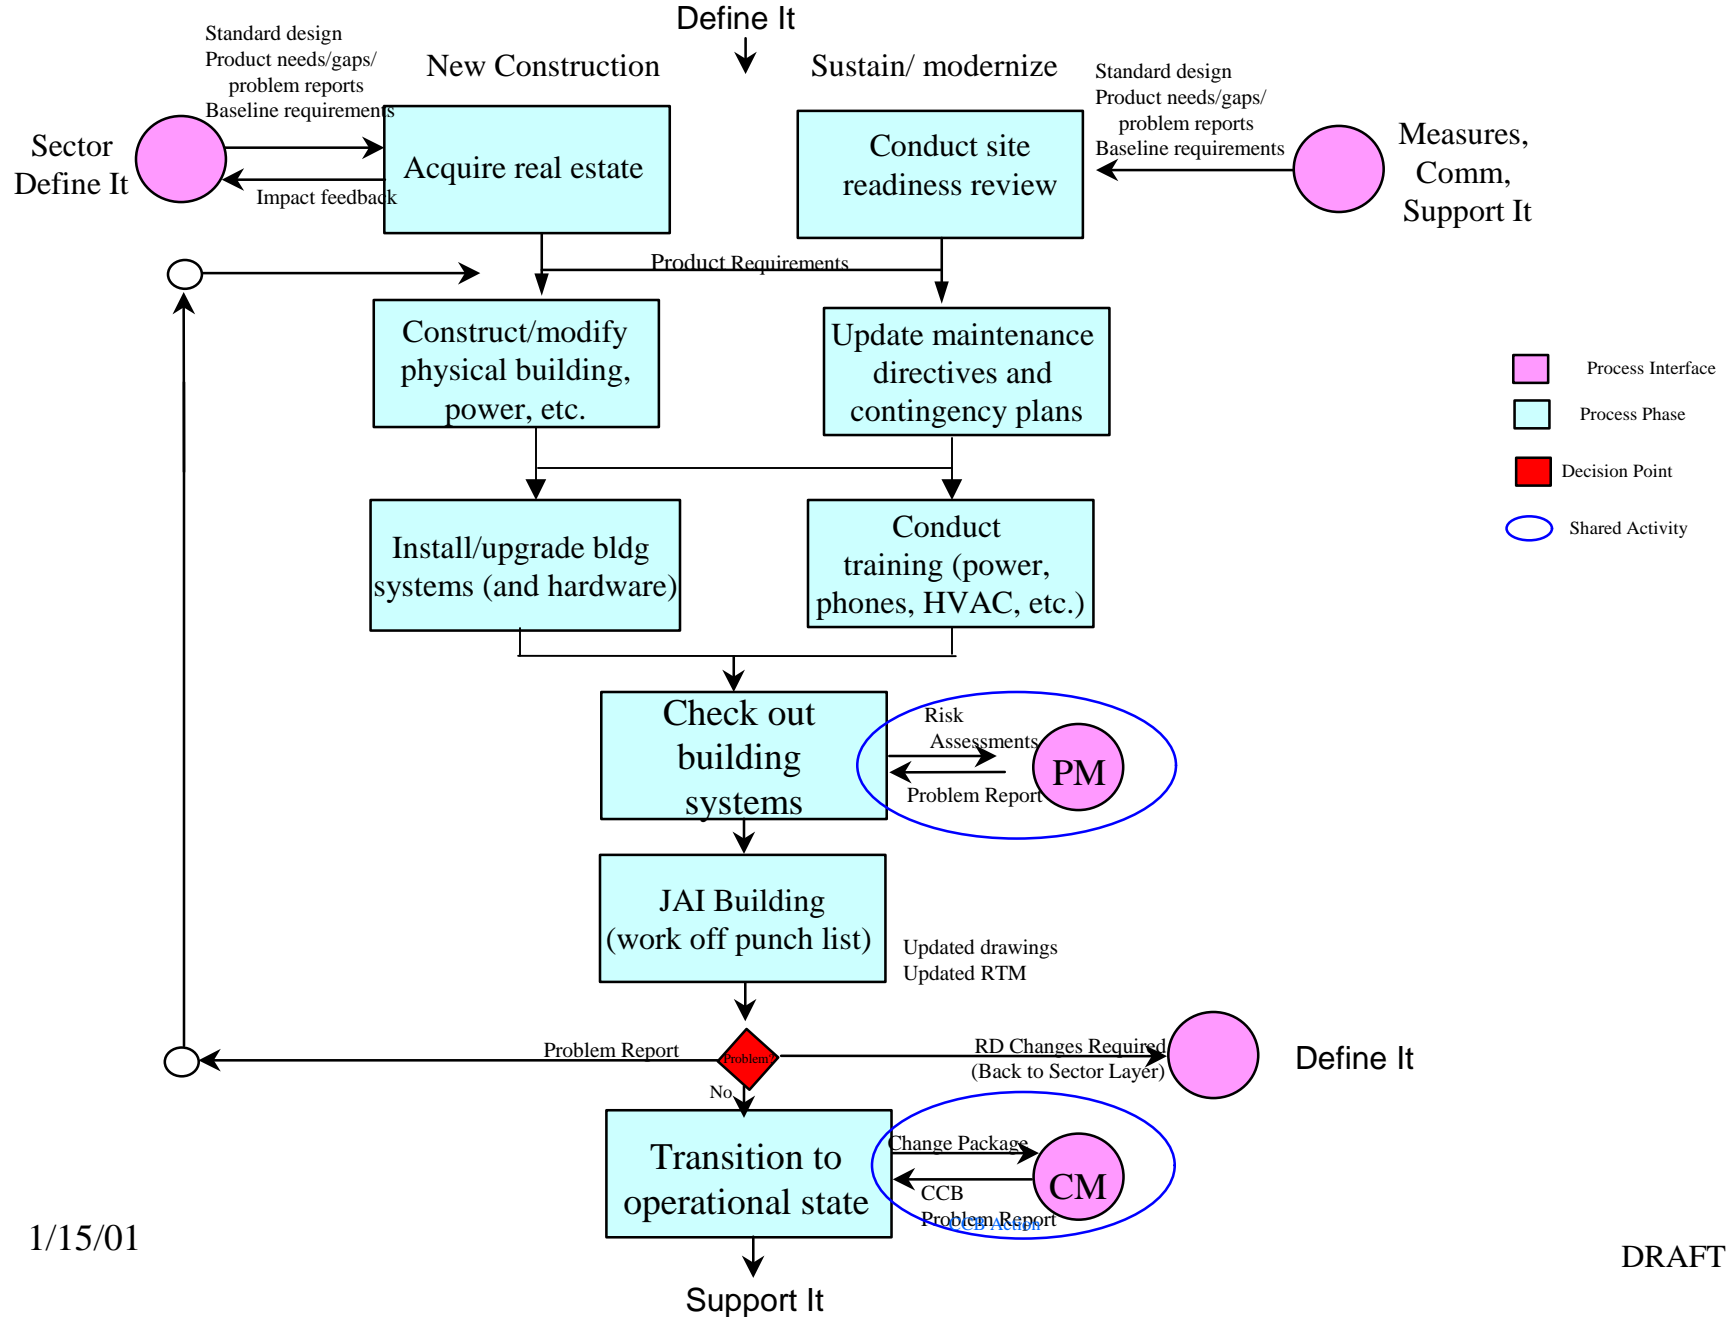 Define It
Standard design
Product needs/gaps/
problem reports
Baseline requirements
New Construction
Sustain/ modernize
Standard design
Product needs/gaps/
problem reports
Baseline requirements
Sector
Define It
Acquire real estate
Impact feedback
Conduct site
readiness review
Measures,
Comm,
Support It
Product Requirements
Construct/modify
physical building,
power, etc.
Update maintenance
directives and
contingency plans
Process Interface
Process Phase
Decision Point
Shared Activity
Install/upgrade bldg
systems (and hardware)
Conduct
training (power,
phones, HVAC, etc.)
Check out
building
systems
Risk
Assessments
PM
Problem Report
JAI Building
(work off punch list)
Updated drawings
Updated RTM
Problem Report
Problem?
RD Changes Required
(Back to Sector Layer)
Define It
No
Transition to
operational state
Change Package
CM
CCB
Problem Report
CCB Action
1/15/01
DRAFT
Support It